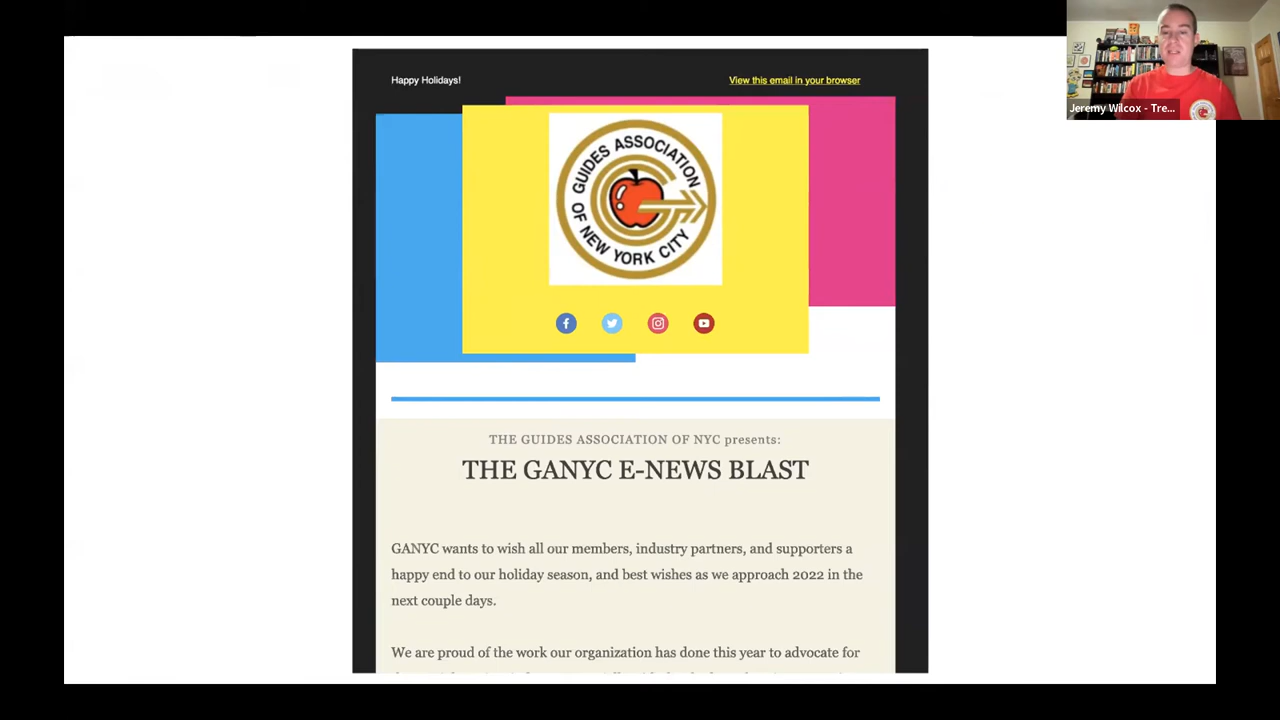 Happy Holidays!
View this email in your browser
Jeremy Wilcox - Tre...
GUIDES ASSOCIATION
OF NEW YORK CITY
THE GUIDES ASSOCIATION OF NYC presents:
THE GANYC E-NEWS BLAST
GANYC wants to wish all our members, industry partners, and supporters a
happy end to our holiday season, and best wishes as we approach 2022 in the
next couple days.
We are proud of the work our organization has done this year to advocate for